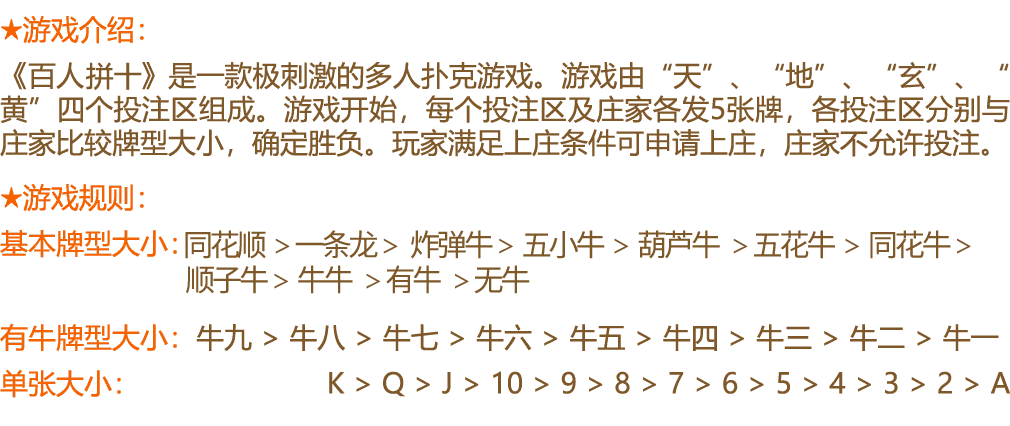 ★游戏介绍：
《百人拼十》是一款极刺激的多人扑克游戏。游戏由“天”、“地”、“玄”、“
黄”四个投注区组成。游戏开始，每个投注区及庄家各发5张牌，各投注区分别与
庄家比较牌型大小，确定胜负。玩家满足上庄条件可申请上庄，庄家不允许投注。
★游戏规则：
基本牌型大小：同花顺 > 一条龙 > 炸弹牛 > 五小牛 > 葫芦牛 > 五花牛 > 同花牛 >
顺子牛 > 牛牛 > 有牛 > 无牛
有牛牌型大小：牛九 > 牛八 > 牛七 > 牛六 > 牛五 > 牛四 > 牛三 > 牛二 > 牛一
单张大小： K > Q > J > 10 > 9 > 8 > 7 > 6 > 5 > 4 > 3 > 2 > A